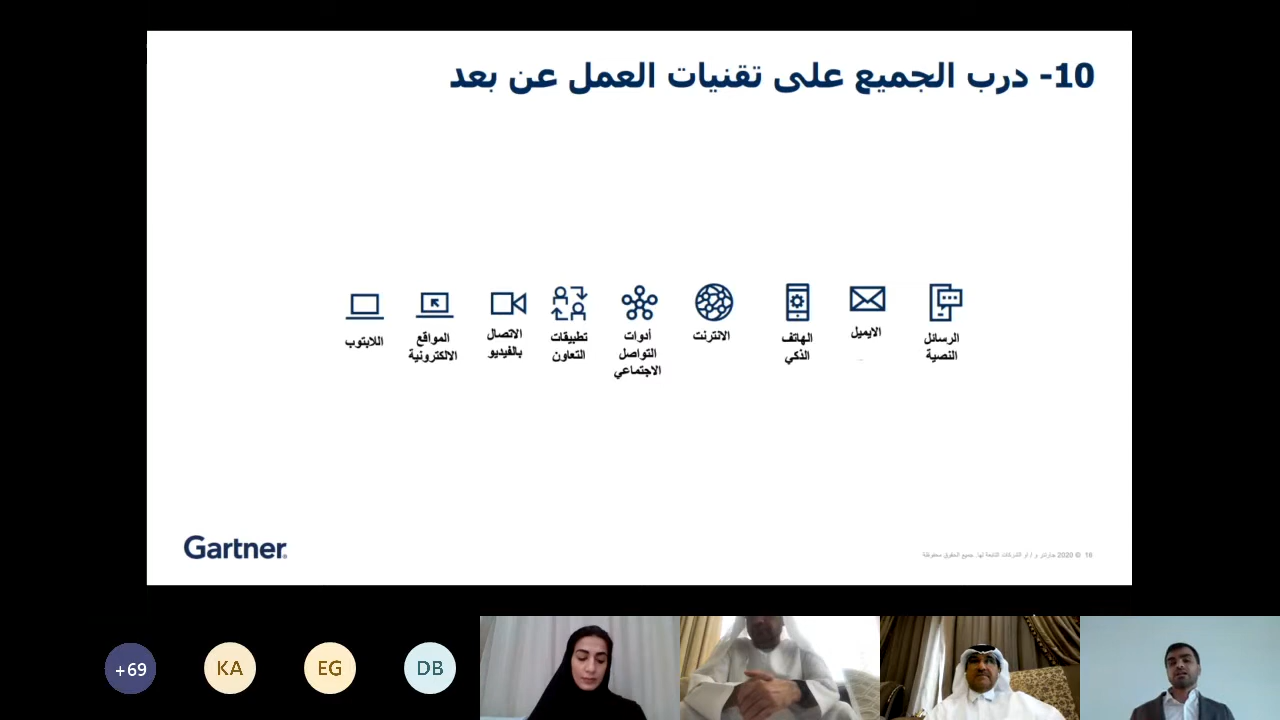 10- درب الجميع على تقنيات العمل عن بعد
الرسائل
النصية
الايميل
الهاتف
الذكي
الانترنت
أدوات
التواصل
الاجتماعي
تطبيقات
التعاون
الاتصال
بالفيديو
المواقع
الالكترونية
اللابتوب
Gartner
16 © 2020 جارتنر و / او الشركات التابعة لها. جميع الحقوق محفوظة
+69
KA
EG
DB